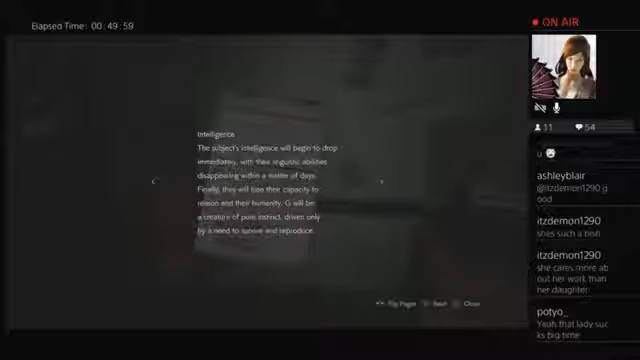 Elapsed Time: 00:49:59
ON AIR
11
54
Intelligence
The subject's intelligence will begin to drop
immediately, with their linguistic abilities
disappearing within a matter of days.
Finally, they will lose their capacity to
reason and their humanity. G will be
a creature of pure instinct, driven only
by a need to survive and reproduce.
Flip Pages
Read
Close
u
ashleyblair
@itzdemon1290 g
ood
itzdemon1290
shes such a bish
itzdemon1290
she cares more ab
out her work than
her daughter
potyo_
Yeah that lady suc
ks big time